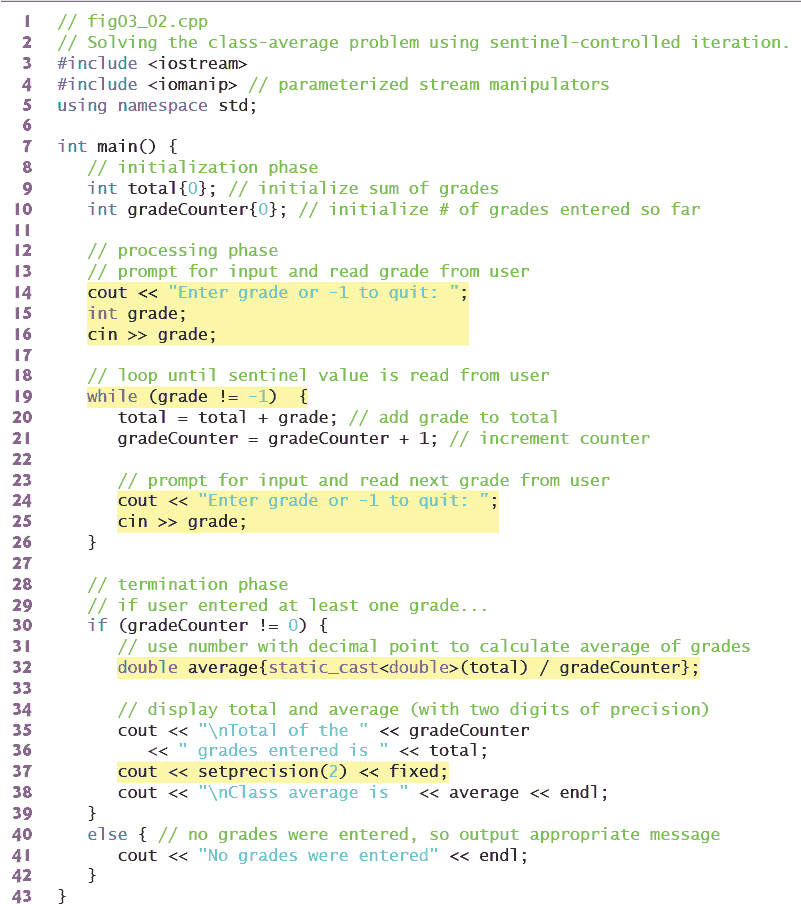 1 // fig03_02.cpp
2 // Solving the class-average problem using sentinel-controlled iteration.
3 #include <iostream>
4 #include <iomanip> // parameterized stream manipulators
5 using namespace std;
6
7 int main() {
8    // initialization phase
9    int total{0}; // initialize sum of grades
10    int gradeCounter{0}; // initialize # of grades entered so far
11
12    // processing phase
13    // prompt for input and read grade from user
14    cout << "Enter grade or -1 to quit: ";
15    int grade;
16    cin >> grade;
17
18    // loop until sentinel value is read from user
19    while (grade != -1)  {
20       total = total + grade; // add grade to total
21       gradeCounter = gradeCounter + 1; // increment counter
22
23       // prompt for input and read next grade from user
24       cout << "Enter grade or -1 to quit: ";
25       cin >> grade;
26    }
27
28    // termination phase
29    // if user entered at least one grade...
30    if (gradeCounter != 0) {
31       // use number with decimal point to calculate average of grades
32       double average{static_cast<double>(total) / gradeCounter};
33
34       // display total and average (with two digits of precision)
35       cout << "\nTotal of the " << gradeCounter
36          << " grades entered is " << total;
37       cout << setprecision(2) << fixed;
38       cout << "\nClass average is " << average << endl;
39    }
40    else { // no grades were entered, so output appropriate message
41       cout << "No grades were entered" << endl;
42    }
43 }